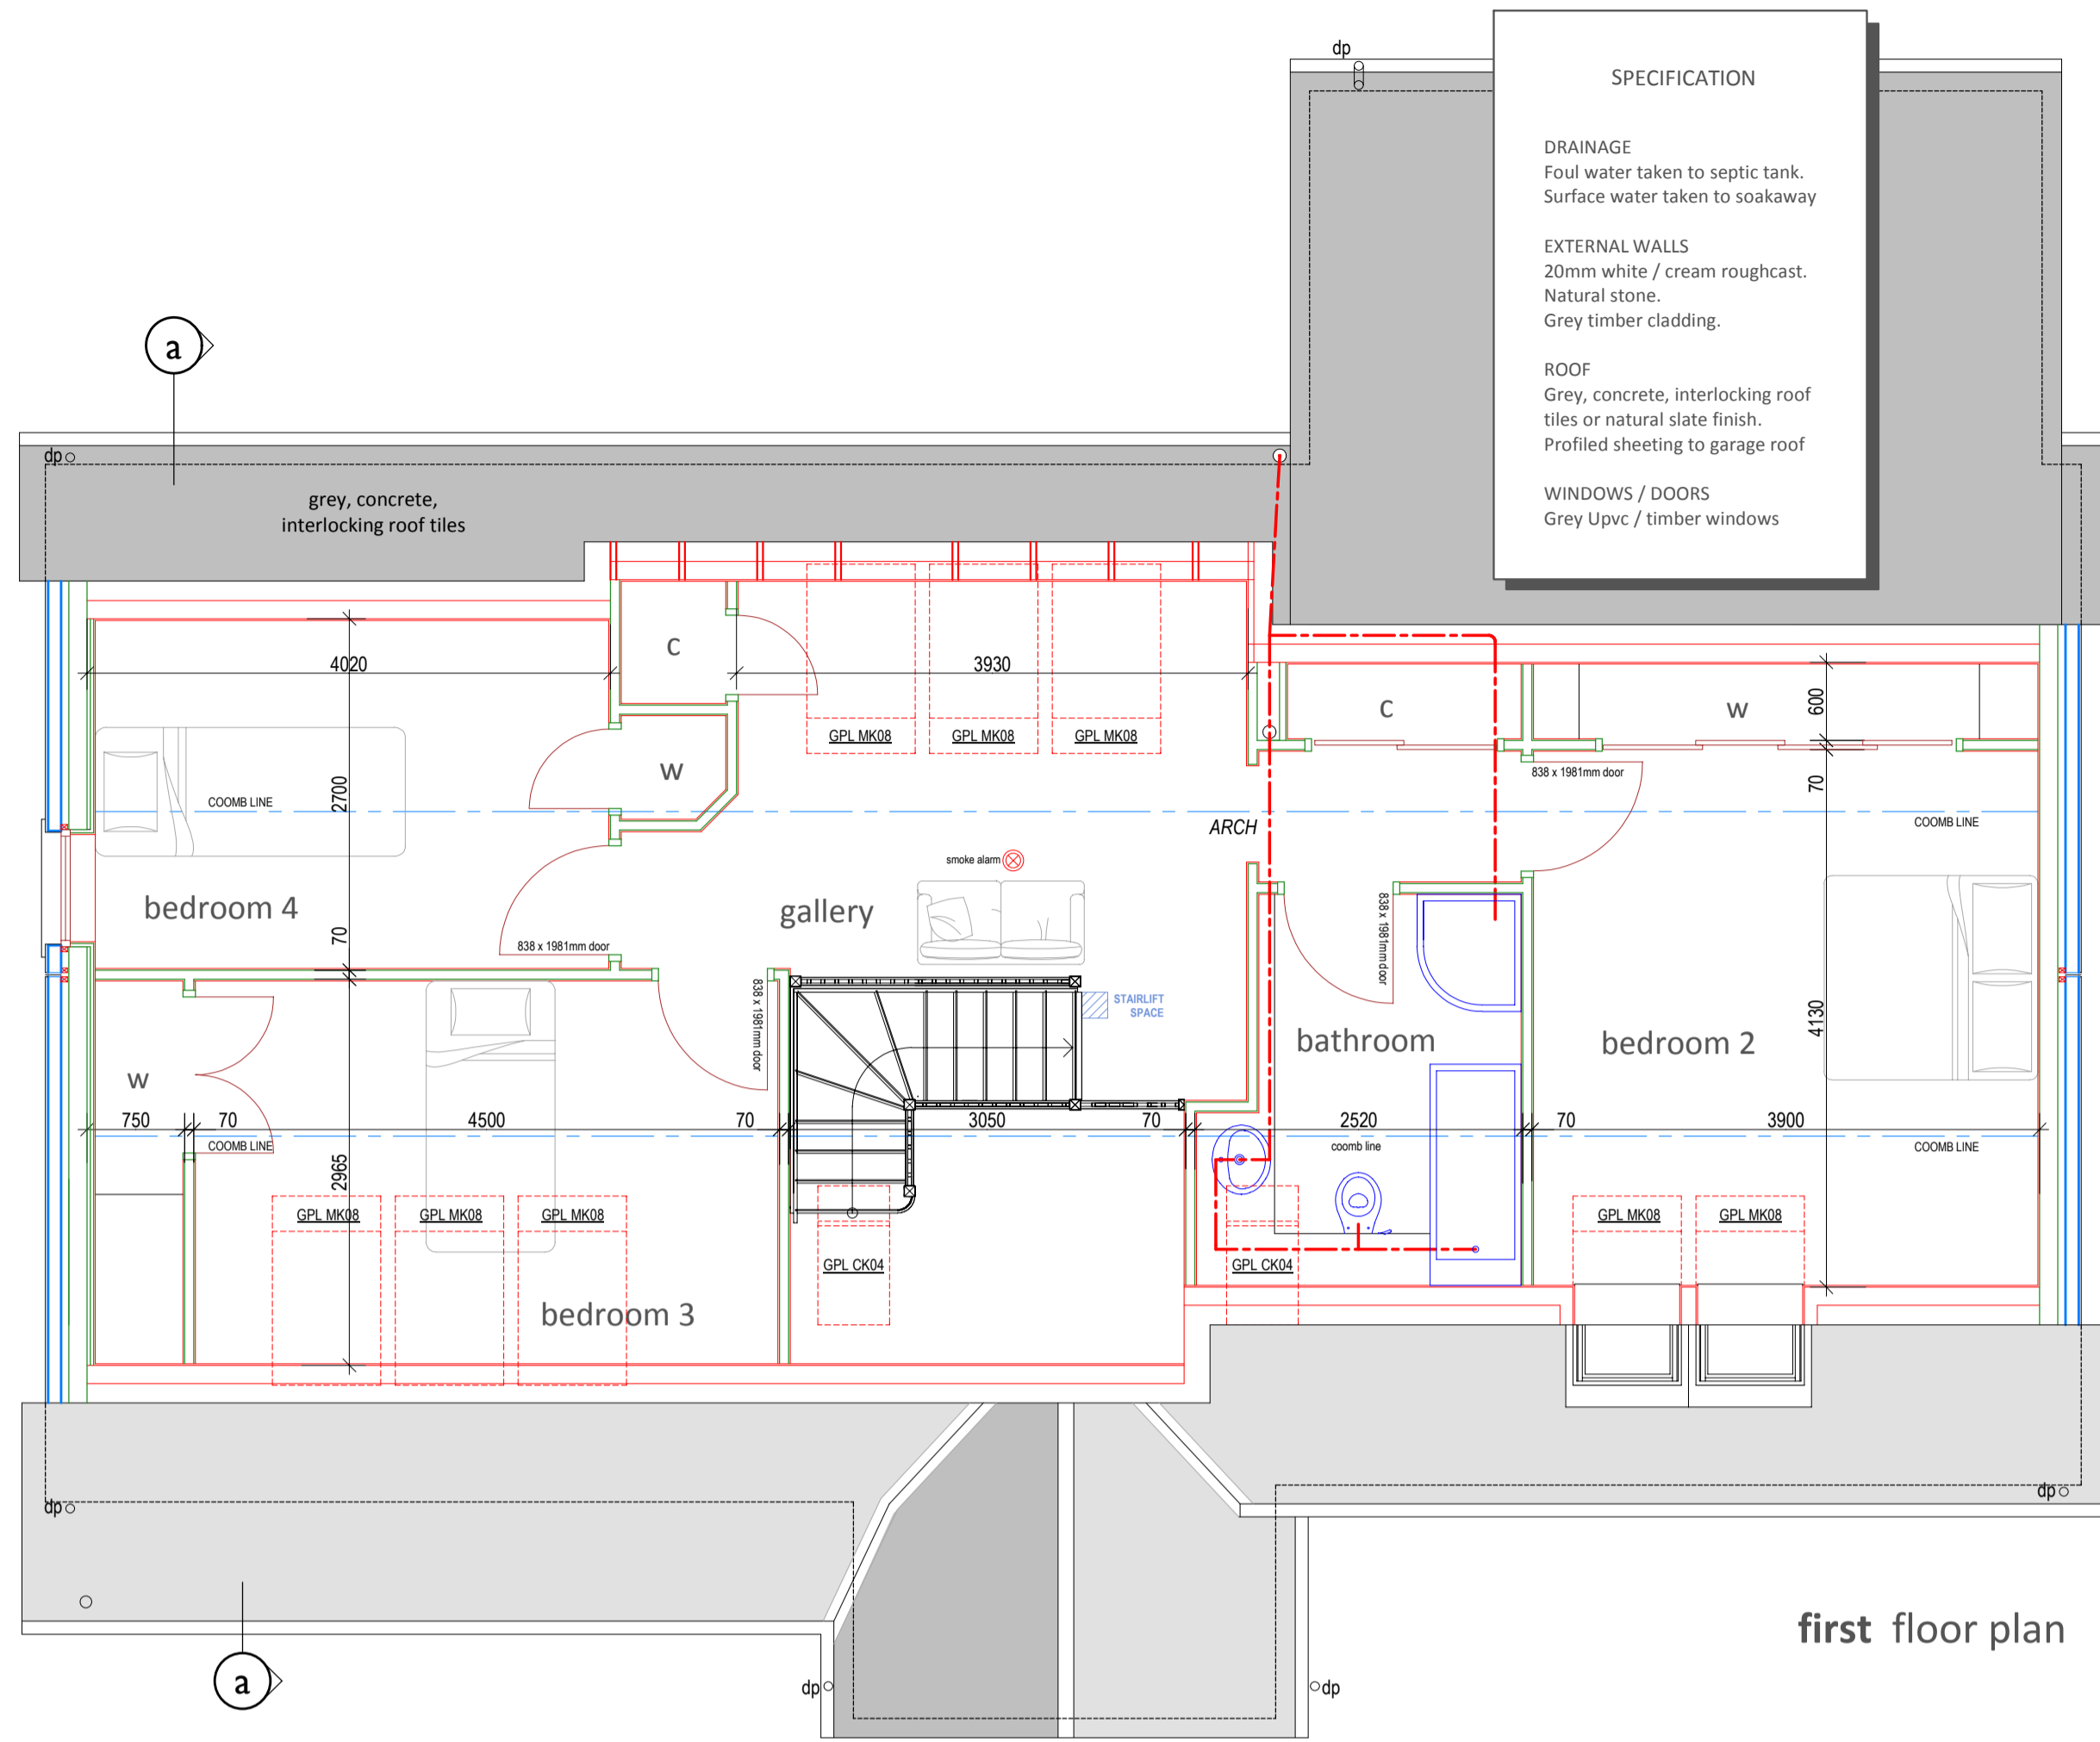 dp
SPECIFICATION
DRAINAGE
Foul water taken to septic tank.
Surface water taken to soakaway
EXTERNAL WALLS
20mm white / cream roughcast.
Natural stone.
Grey timber cladding.
ROOF
Grey, concrete, interlocking roof
tiles or natural slate finish.
Profiled sheeting to garage roof
WINDOWS / DOORS
Grey Upvc / timber windows
a
dp
grey, concrete,
interlocking roof tiles
4020
c
3930
GPL MK08
GPL MK08
GPL MK08
c
w
600
w
838 x 1981mm door
70
COOMB LINE
2700
ARCH
COOMB LINE
smoke alarm
bedroom 4
gallery
70
838 x 1981mm door
838 x 1981mm door
838 x 1981mm door
STAIRLIFT
SPACE
bathroom
bedroom 2
4130
w
750
70
4500
70
3050
70
2520
70
3900
COOMB LINE
2965
coomb line
COOMB LINE
GPL MK08
GPL MK08
GPL MK08
GPL MK08
GPL MK08
GPL CK04
GPL CK04
bedroom 3
dp
dp
first floor plan
a
dp
dp